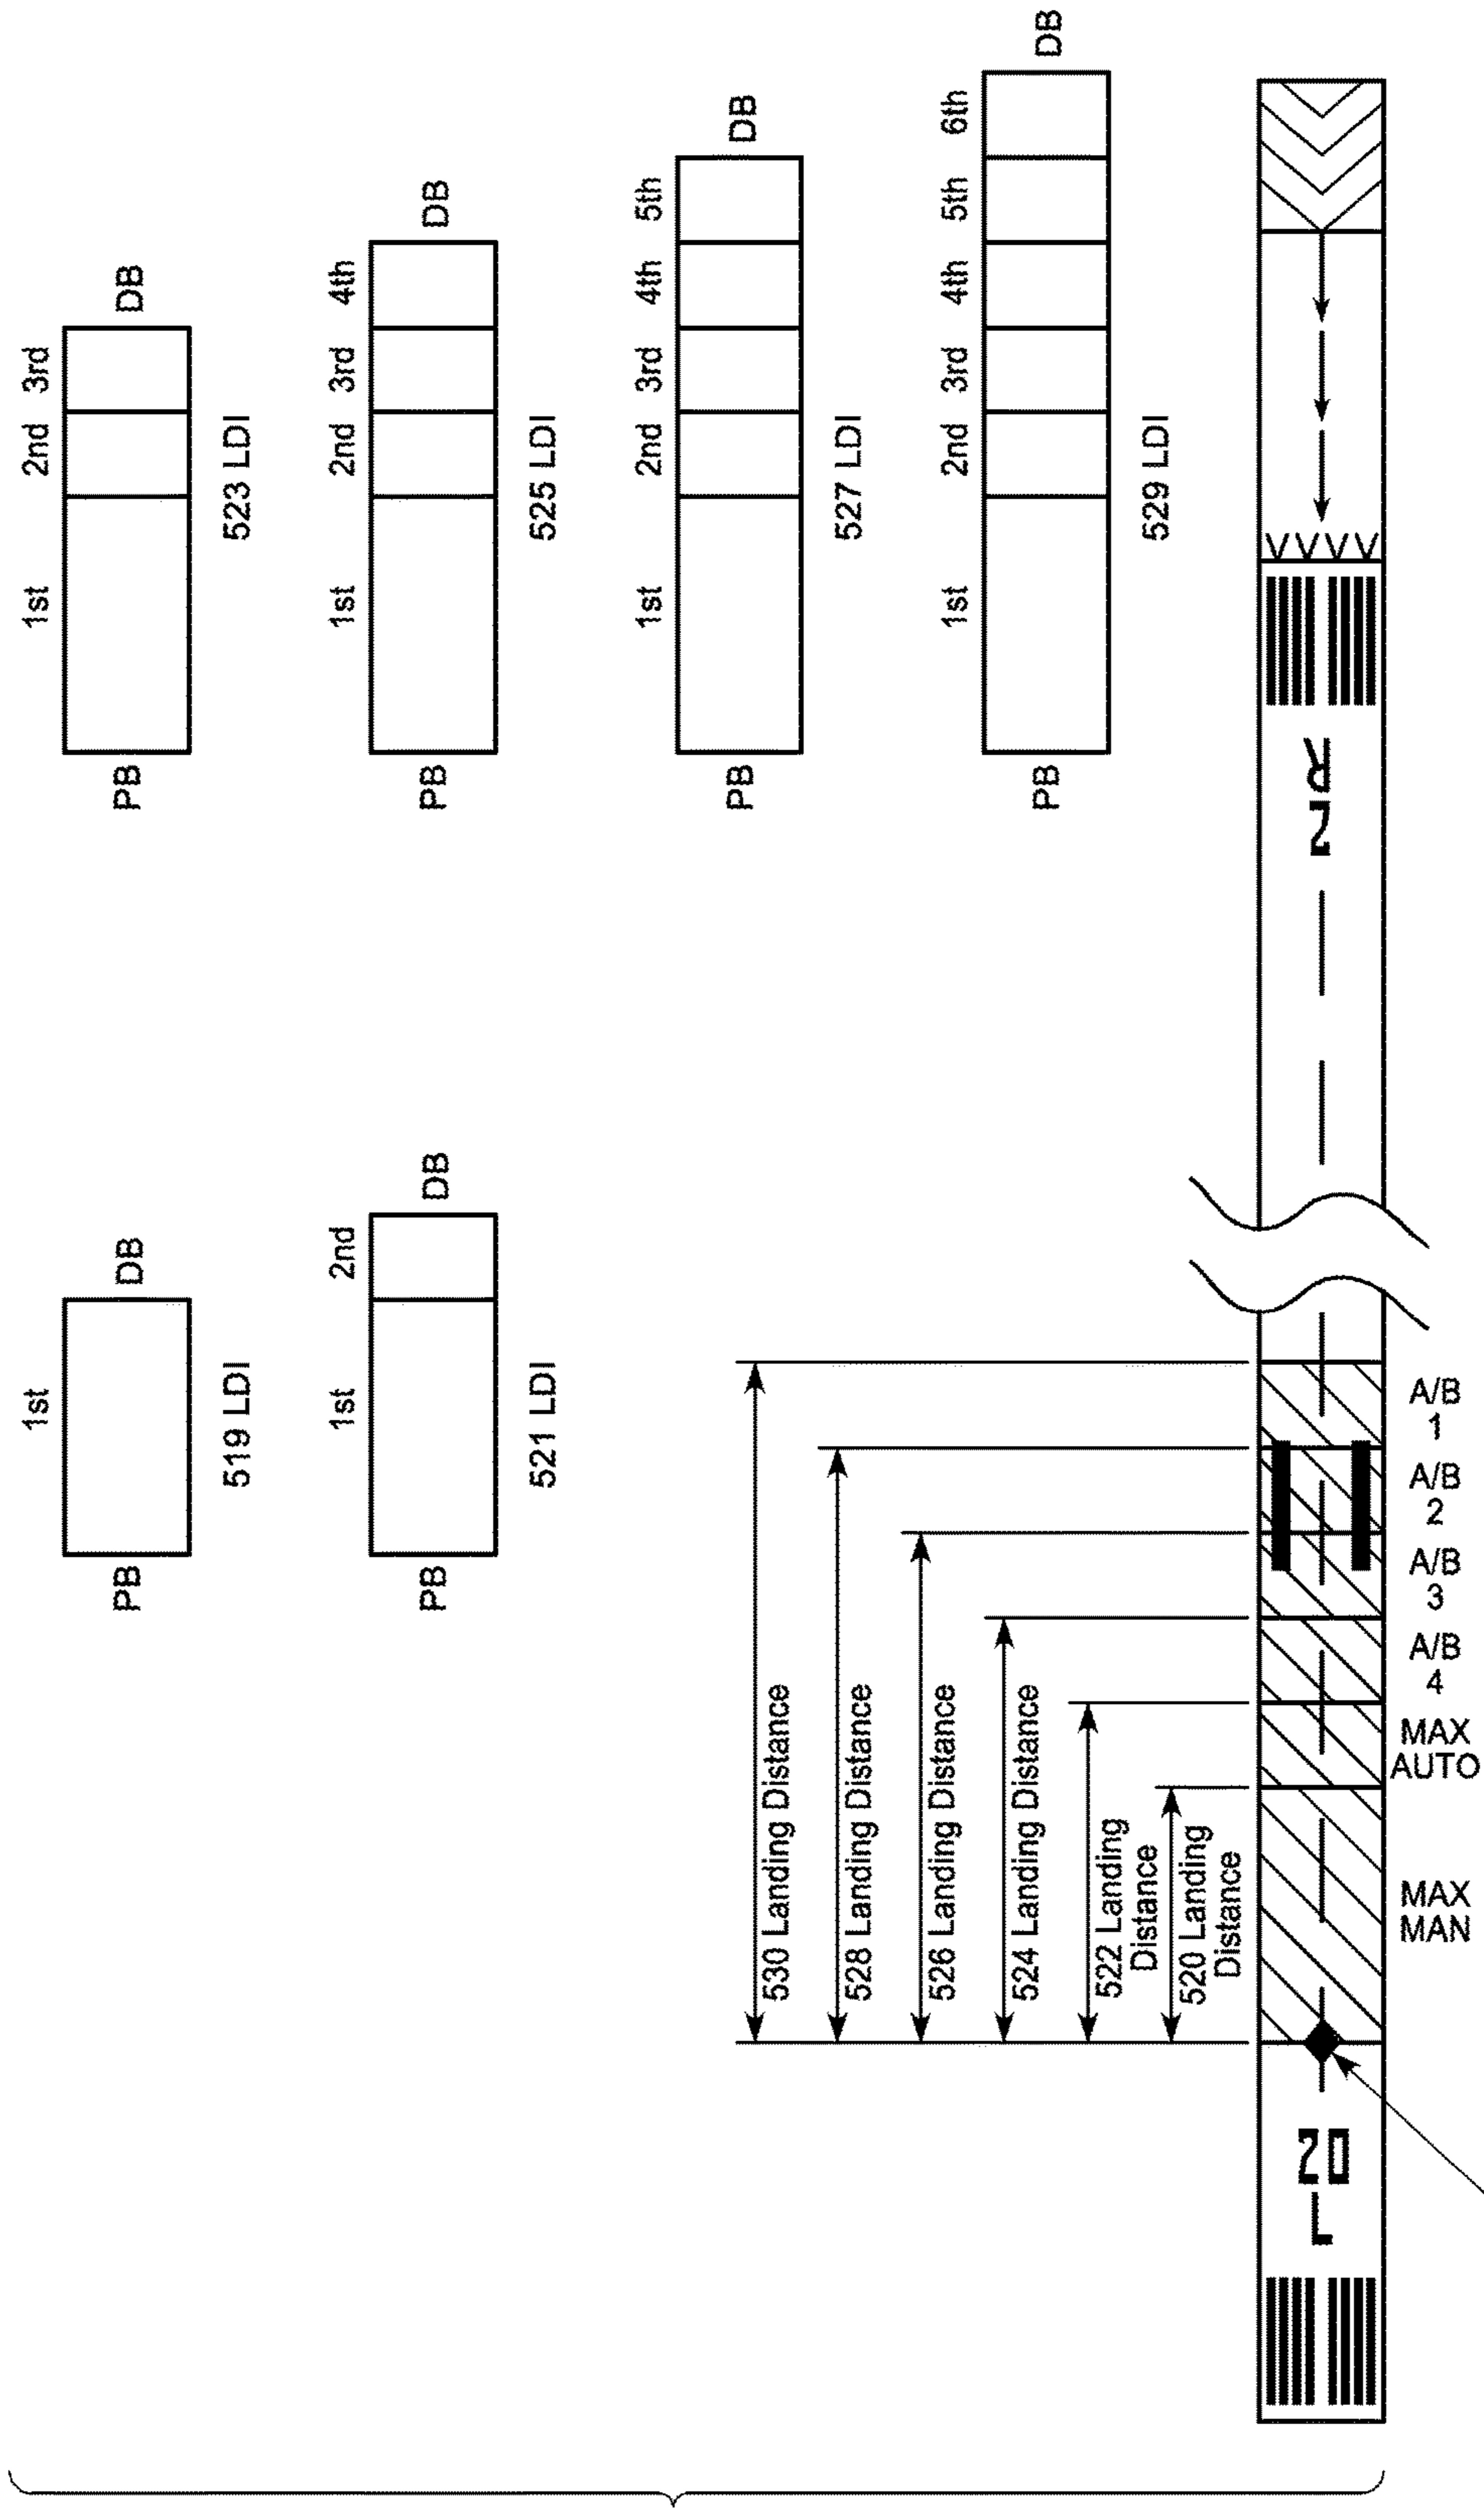 1st
PB
DB
519 LDI
1st
2nd
PB
DB
521 LDI
1st
2nd
3rd
PB
DB
523 LDI
1st
2nd
3rd
4th
PB
DB
525 LDI
1st
2nd
3rd
4th
5th
PB
DB
527 LDI
1st
2nd
3rd
4th
5th
6th
PB
DB
529 LDI
530 Landing Distance
528 Landing Distance
526 Landing Distance
524 Landing Distance
522 Landing
Distance
520 Landing
Distance
20
L
2
R
MAX
MAN
MAX
AUTO
A/B
4
A/B
3
A/B
2
A/B
1